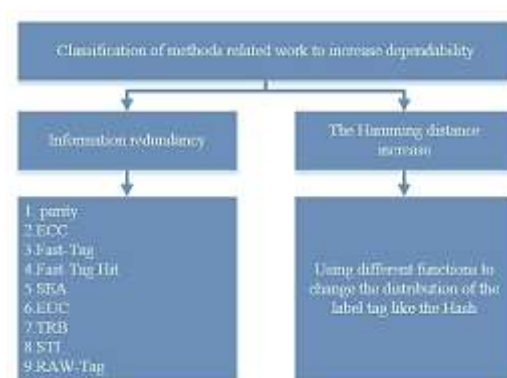 Classification of methods related work to increase dependability
Information redundancy
The Hamming distance
increase
1. parity
2.ECC
3.Fast-Tag
4.Fast-Tag Hit
5 SEA
6.EDC
7.TRB
8 STI
9.RAW-Tag
Using different functions to
change the distribution of the
label tag like the Hash